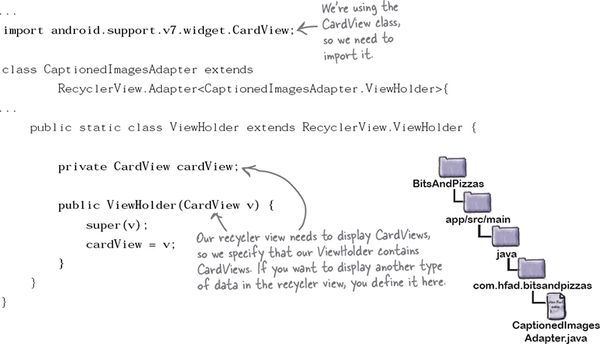 ...
import android.support.v7.widget.CardView;
We're using the
CardView class,
so we need to
import it.
class CaptionedImagesAdapter extends
RecyclerView.Adapter<CaptionedImagesAdapter.ViewHolder>{
...
public static class ViewHolder extends RecyclerView.ViewHolder {
private CardView cardView;
public ViewHolder(CardView v) {
super(v);
cardView = v;
}
}
}
Our recycler view needs to display CardViews,
so we specify that our ViewHolder contains
CardViews. If you want to display another type
of data in the recycler view, you define it here.
BitsAndPizzas
app/src/main
java
com.hfad.bitsandpizzas
CaptionedImages
Adapter.java